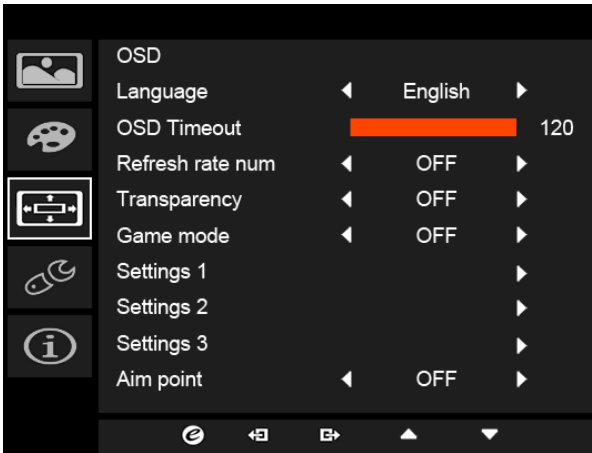 OSD
Language English
OSD Timeout 120
Refresh rate num OFF
Transparency OFF
Game mode OFF
Settings 1
Settings 2
Settings 3
Aim point OFF